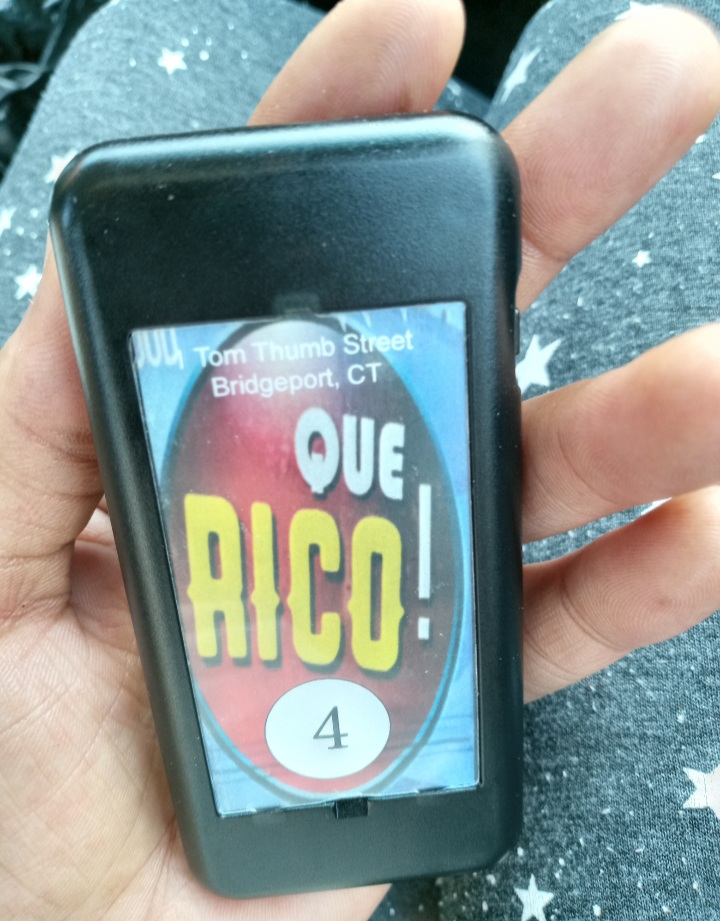 Tom Thumb Street
Bridgeport, CT
QUE
RICO!
4